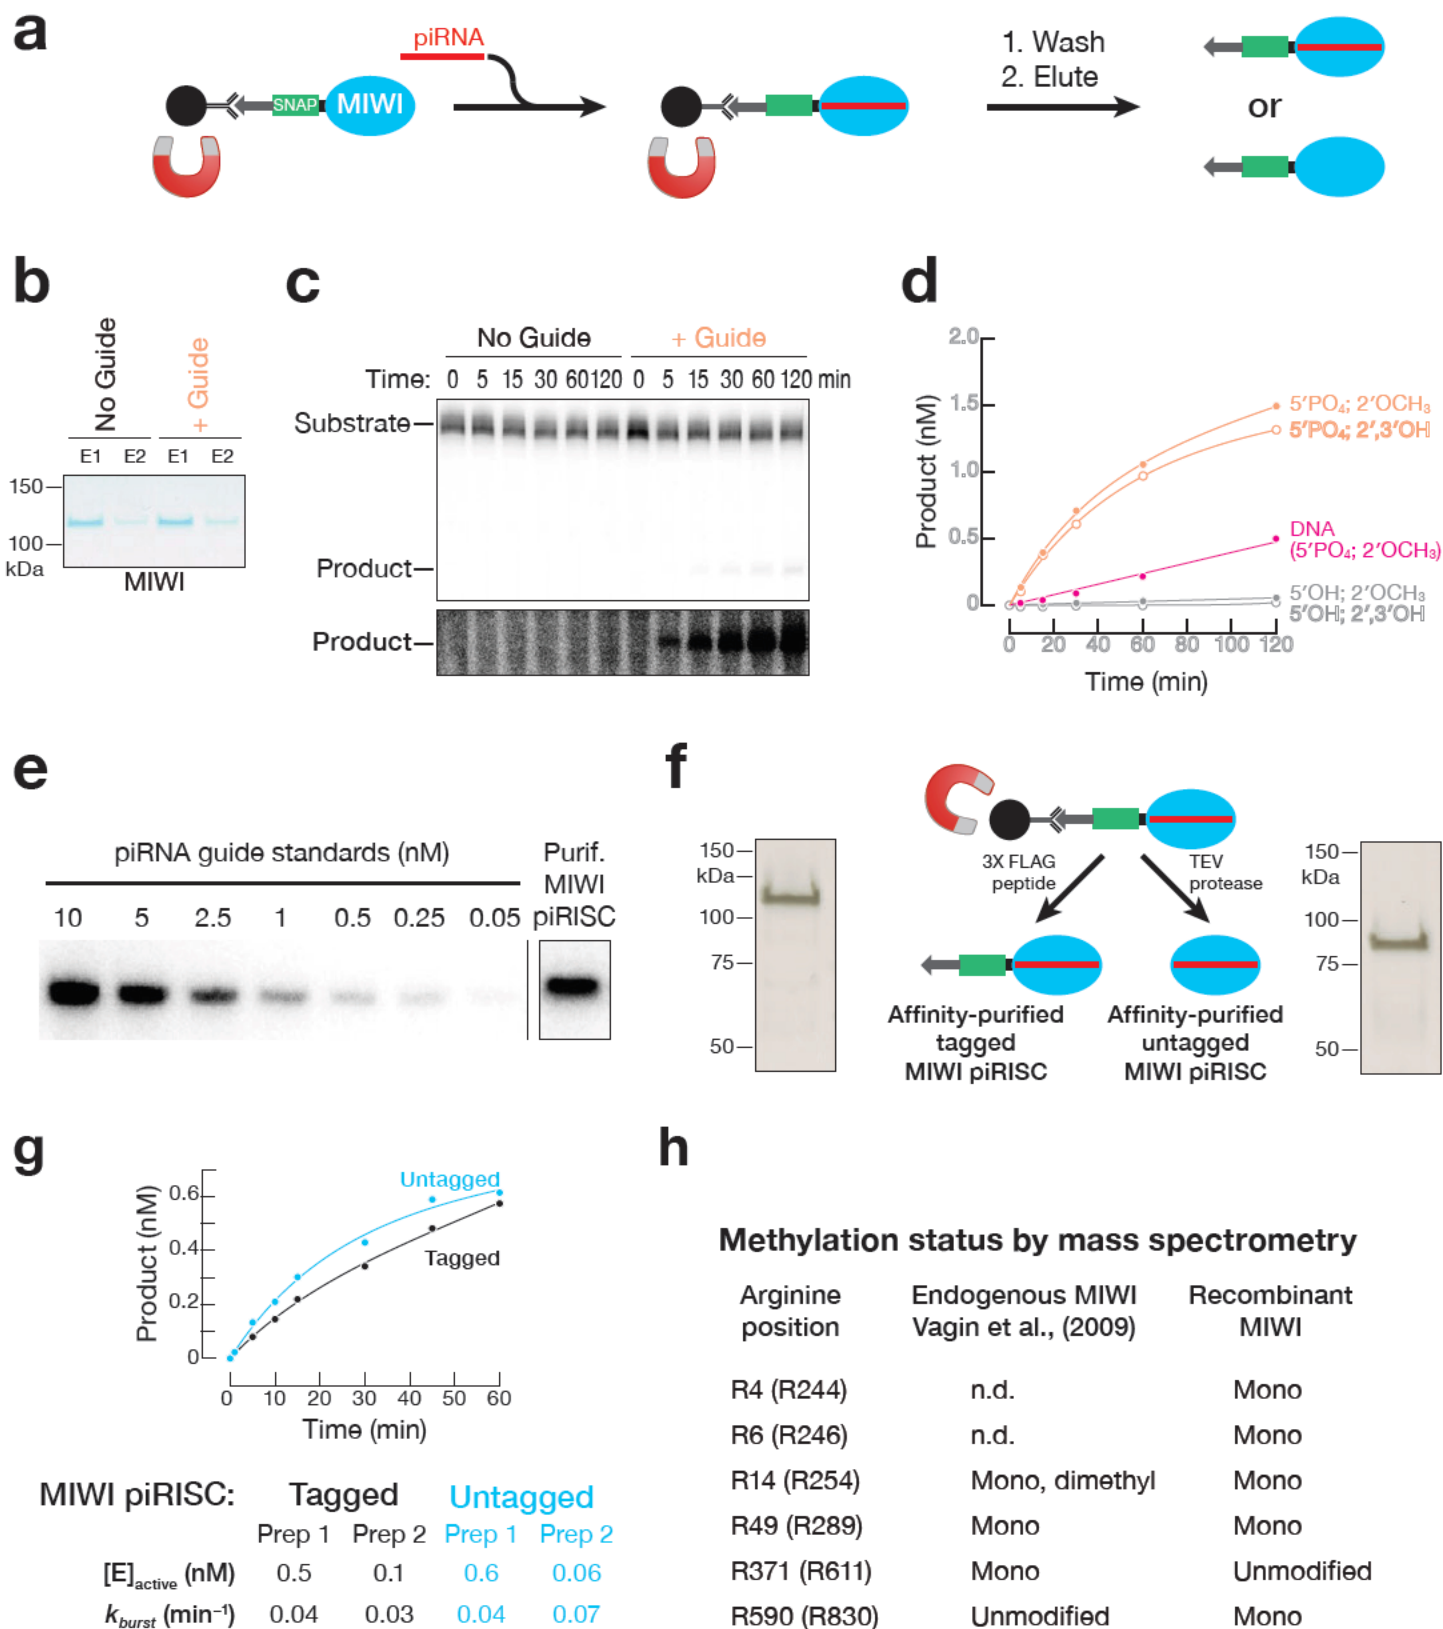 a
piRNA
SNAP
MIWI
1. Wash
2. Elute
or
b
No Guide
+ Guide
E1 E2 E1 E2
150
100
kDa
MIWI
c
No Guide + Guide
Time: 0 5 15 30 60 120 0 5 15 30 60 120 min
Substrate
Product
Product
d
2.0
1.5
1.0
0.5
0
Product (nM)
5′PO₄; 2′OCH₃
5′PO₄; 2′,3′OH
DNA
(5′PO₄; 2′OCH₃)
5′OH; 2′OCH₃
5′OH; 2′,3′OH
0 20 40 60 80 100 120
Time (min)
e
piRNA guide standards (nM)
10 5 2.5 1 0.5 0.25 0.05
Purif.
MIWI
piRISC
f
150
kDa
100
75
50
3X FLAG
peptide
TEV
protease
Affinity-purified
tagged
MIWI piRISC
Affinity-purified
untagged
MIWI piRISC
150
kDa
100
75
50
g
Product (nM)
0.6
0.4
0.2
0
Untagged
Tagged
0 10 20 30 40 50 60
Time (min)
MIWI piRISC: Tagged Untagged
Prep 1 Prep 2 Prep 1 Prep 2
[E]active (nM) 0.5 0.1 0.6 0.06
kburst (min⁻¹) 0.04 0.03 0.04 0.07
h
Methylation status by mass spectrometry
Arginine Endogenous MIWI Recombinant
position Vagin et al., (2009) MIWI
R4 (R244) n.d. Mono
R6 (R246) n.d. Mono
R14 (R254) Mono, dimethyl Mono
R49 (R289) Mono Mono
R371 (R611) Mono Unmodified
R590 (R830) Unmodified Mono